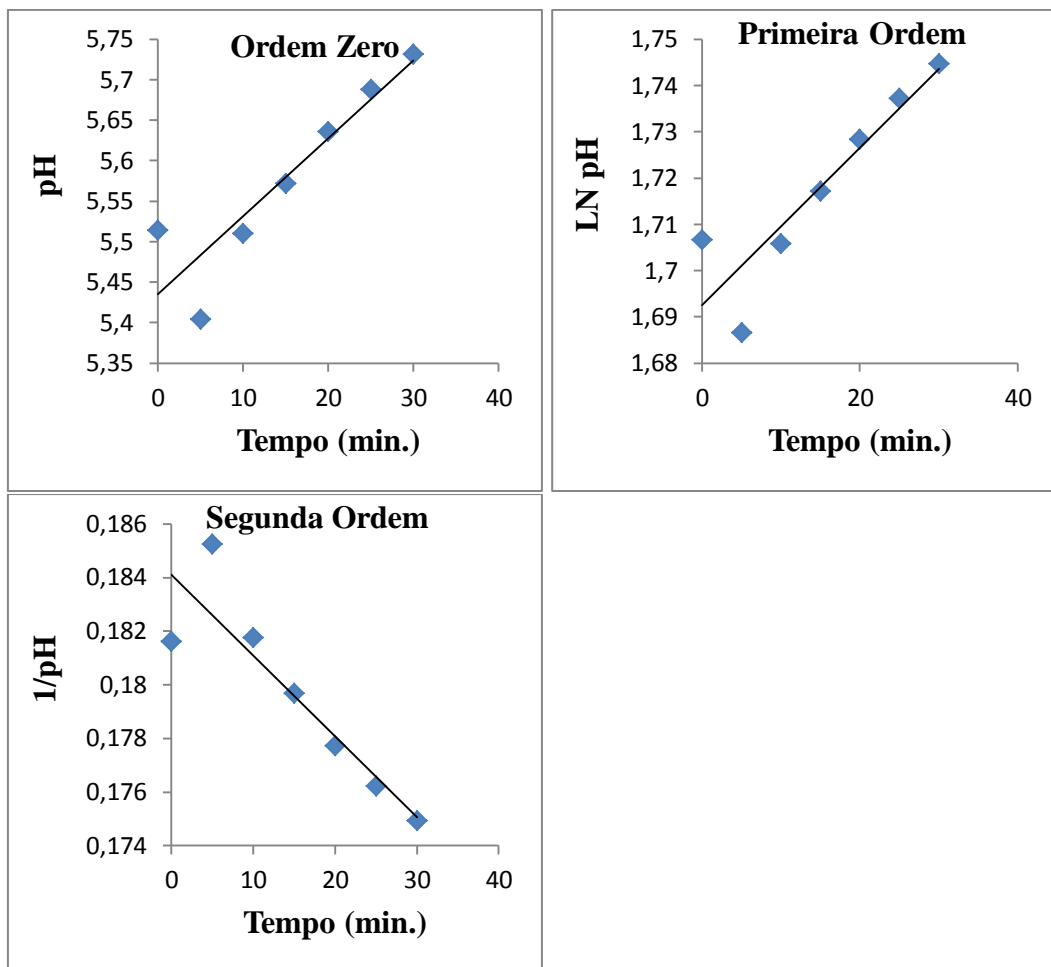 Ordem Zero
pH
5,75
5,7
5,65
5,6
5,55
5,5
5,45
5,4
5,35
0 10 20 30 40
Tempo (min.)
Primeira Ordem
LN pH
1,75
1,74
1,73
1,72
1,71
1,7
1,69
1,68
0 20 40
Tempo (min.)
Segunda Ordem
1/pH
0,186
0,184
0,182
0,18
0,178
0,176
0,174
0 10 20 30 40
Tempo (min.)